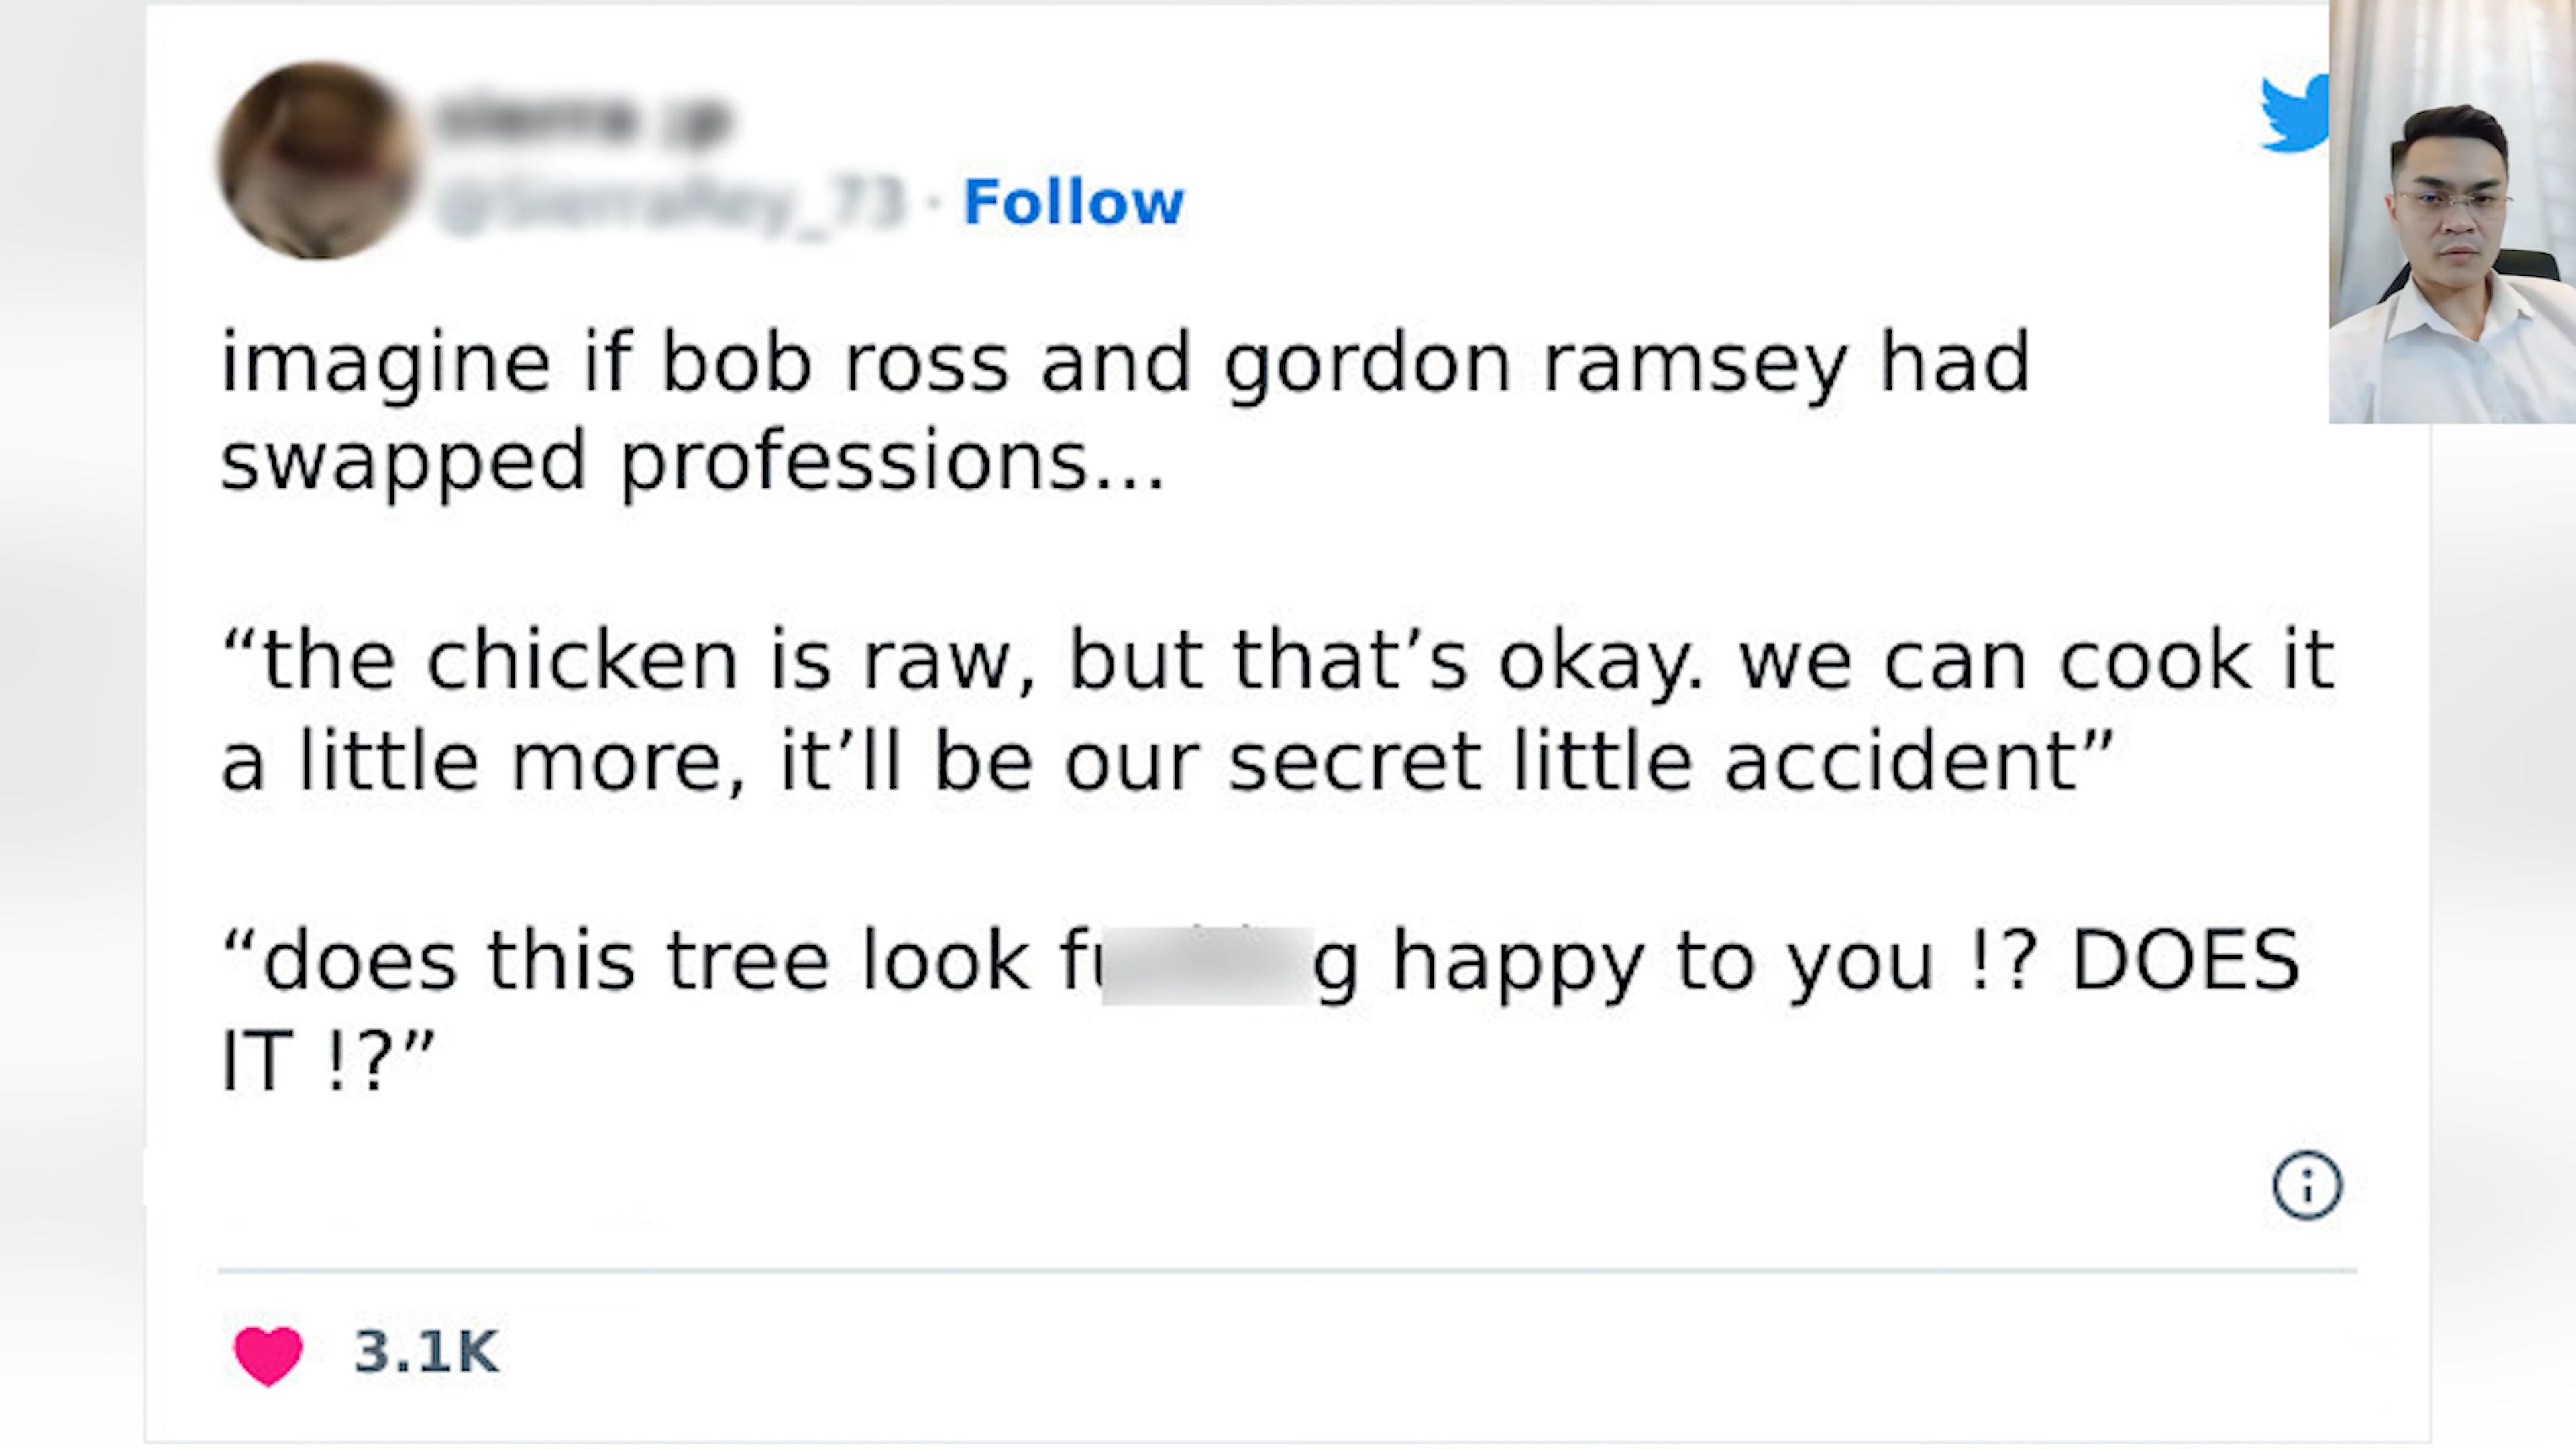 Follow
imagine if bob ross and gordon ramsey had
swapped professions...
“the chicken is raw, but that’s okay. we can cook it
a little more, it’ll be our secret little accident”
“does this tree look happy to you !? DOES
IT !?”
3.1K